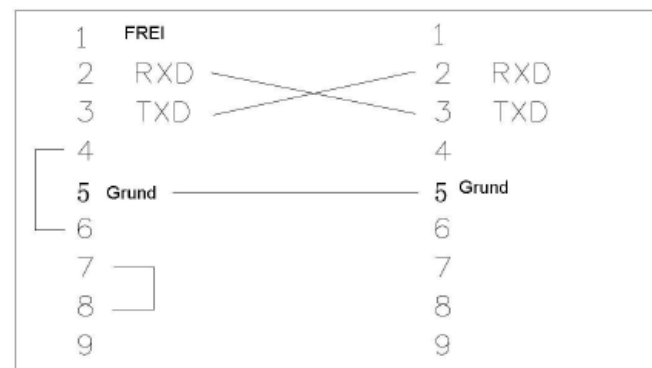 1 FREI 1
2 RXD 2 RXD
3 TXD 3 TXD
4 4
5 Grund 5 Grund
6 6
7 7
8 8
9 9